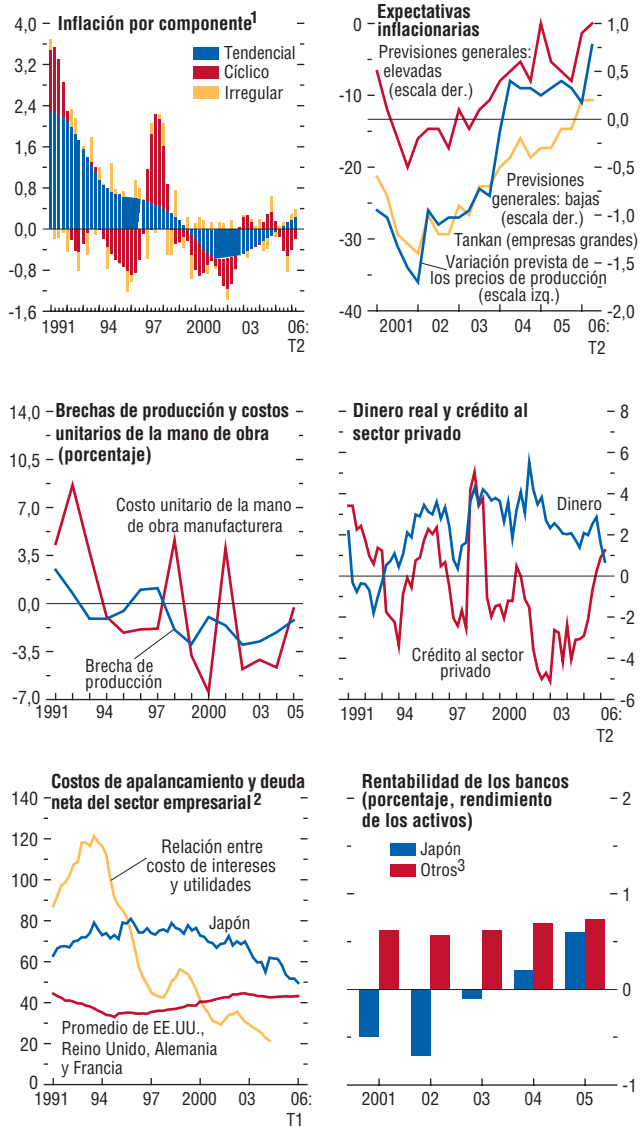 Inflación por componente1
4,0
3,2
2,4
1,6
0,8
0,0
-0,8
-1,6
Tendencial
Cíclico
Irregular
1991 94 97 2000 03 06:
T2
Expectativas
inflacionarias
Previsiones generales:
elevadas
(escala der.)
0
-10
-20
-30
-40
1,0
0,5
0,0
-0,5
-1,0
-1,5
-2,0
Previsiones
generales: bajas
(escala der.)
Tankan (empresas grandes)
Variación prevista de
los precios de producción
(escala izq.)
2001 02 03 04 05 06:
T2
Brechas de producción y costos
unitarios de la mano de obra
(porcentaje)
14,0
10,5
7,0
3,5
0,0
-3,5
-7,0
Costo unitario de la mano
de obra manufacturera
Brecha de
producción
1991 94 97 2000 03 05
Dinero real y crédito al
sector privado
8
6
4
2
0
-2
-4
-6
Dinero
Crédito al sector
privado
1991 94 97 2000 03 06:
T2
Costos de apalancamiento y deuda
neta del sector empresarial2
140
120
100
80
60
40
20
0
Relación entre
costo de intereses
y utilidades
Japón
Promedio de EE.UU.,
Reino Unido, Alemania
y Francia
1991 94 97 2000 03 06:
T1
Rentabilidad de los bancos
(porcentaje, rendimiento
de los activos)
Japón
Otros3
2
1
0
-1
2001 02 03 04 05